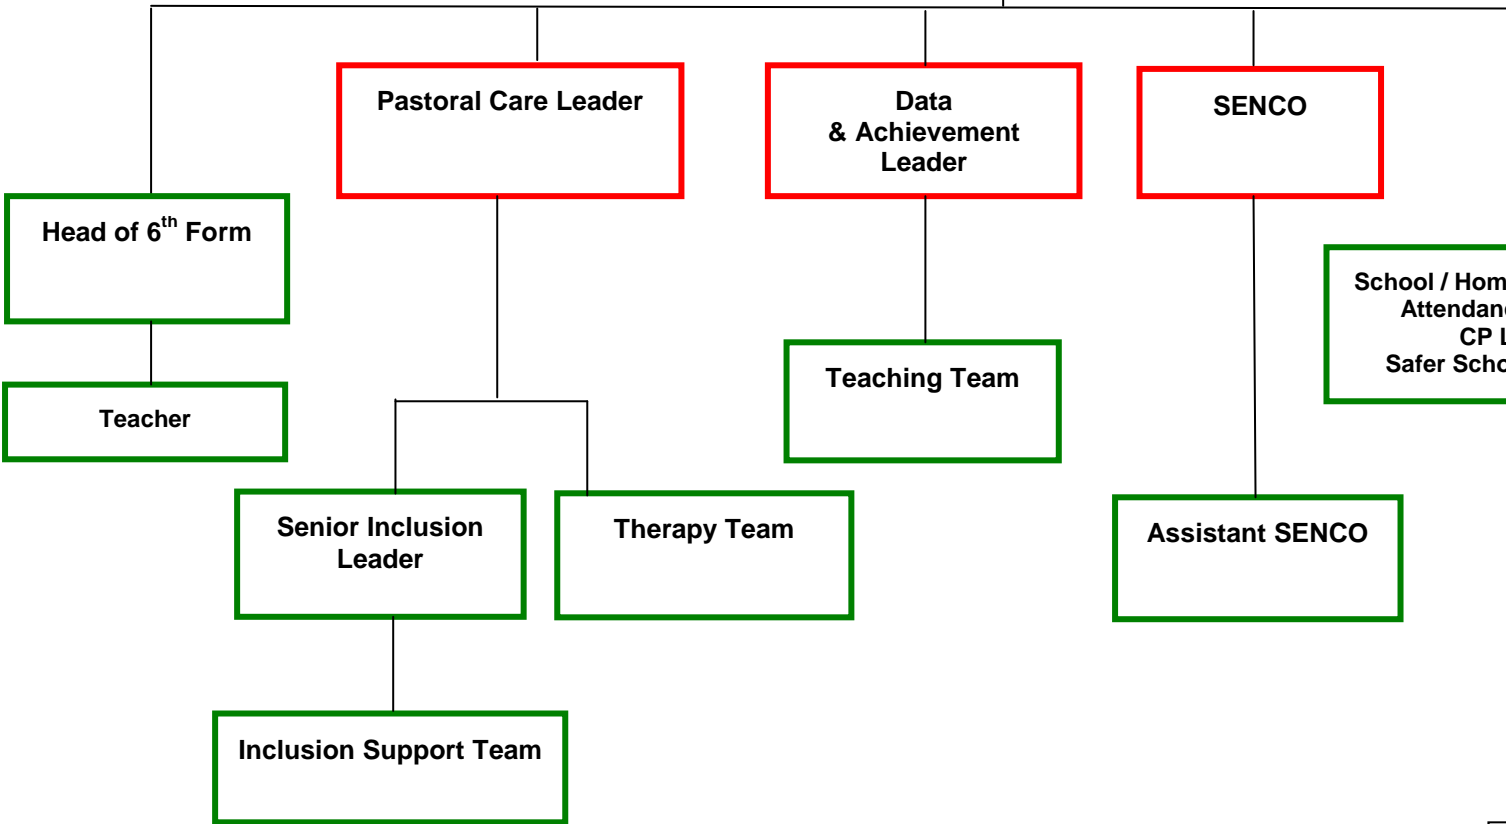 Pastoral Care Leader
Data
& Achievement
Leader
SENCO
Head of 6th Form
School / Hom
Attendan
CP L
Safer Scho
Teaching Team
Teacher
Senior Inclusion
Leader
Therapy Team
Assistant SENCO
Inclusion Support Team